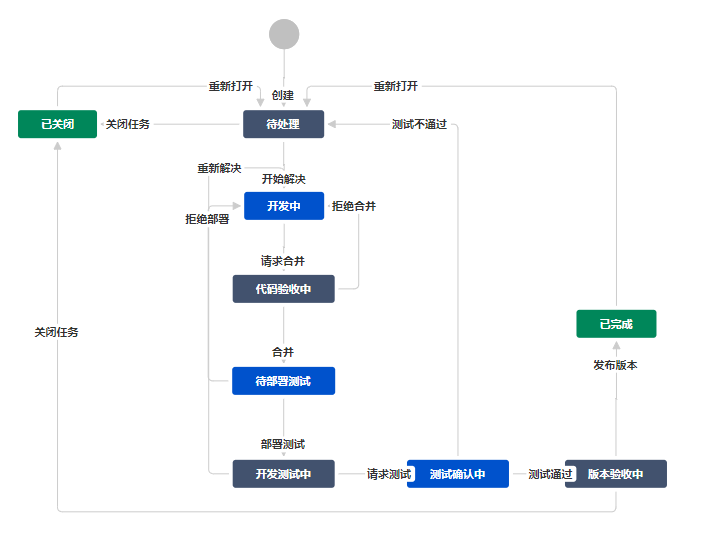 重新打开
重新打开
创建
已关闭
关闭任务
待处理
测试不通过
重新解决
开始解决
开发中
拒绝合并
拒绝部署
请求合并
代码验收中
已完成
关闭任务
合并
发布版本
待部署测试
部署测试
开发测试中
请求测试
测试确认中
测试通过
版本验收中